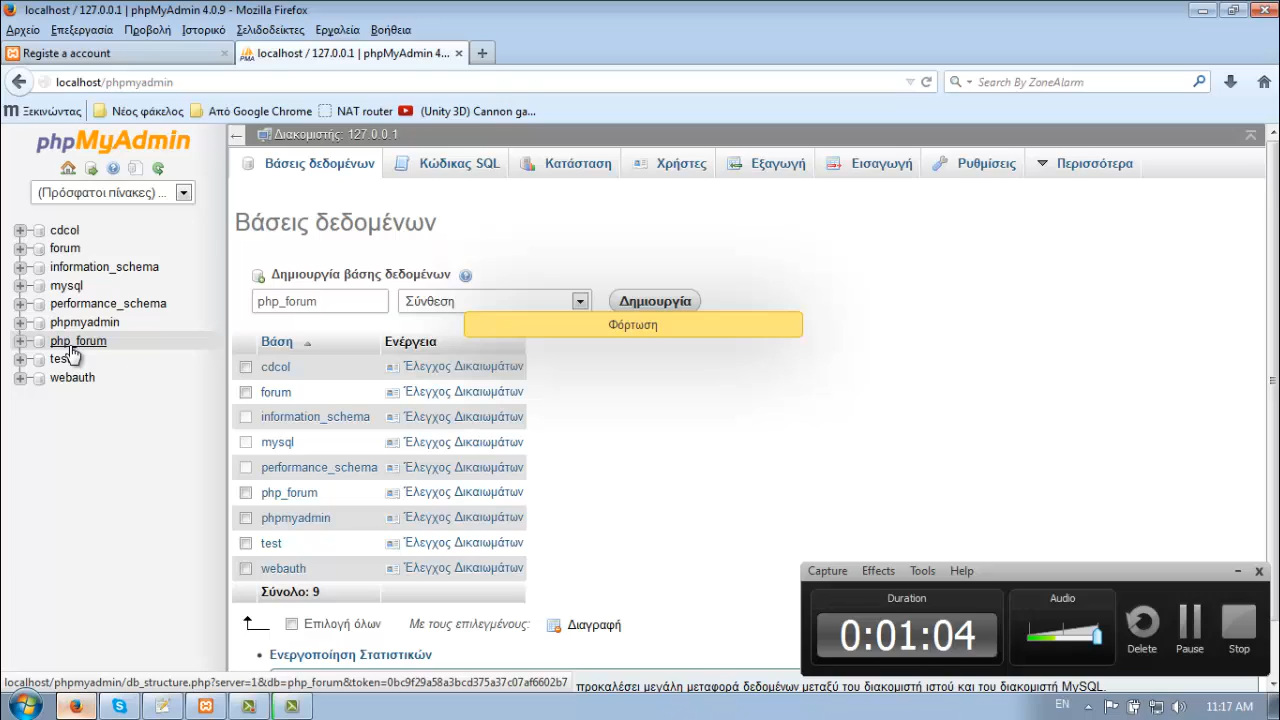 localhost / 127.0.0.1 | phpMyAdmin 4.0.9 - Mozilla Firefox
Αρχείο Επεξεργασία Προβολή Ιστορικό Σελιδοδείκτες Εργαλεία Βοήθεια
Registe a account
localhost / 127.0.0.1 | phpMyAdmin 4....
localhost/phpmyadmin
Search By ZoneAlarm
Ξεκινώντας Νέος φάκελος Από Google Chrome NAT router (Unity 3D) Cannon ga...
phpMyAdmin
(Πρόσφατοι πίνακες) ...
cdcol
forum
information_schema
mysql
performance_schema
phpmyadmin
php_forum
test
webauth
Διακομιστής: 127.0.0.1
Βάσεις δεδομένων Κώδικας SQL Κατάσταση Χρήστες Εξαγωγή Εισαγωγή Ρυθμίσεις Περισσότερα
Βάσεις δεδομένων
Δημιουργία βάσης δεδομένων
php_forum Σύνθεση Δημιουργία
Φόρτωση
Βάση Ενέργεια
cdcol Έλεγχος Δικαιωμάτων
forum Έλεγχος Δικαιωμάτων
information_schema Έλεγχος Δικαιωμάτων
mysql Έλεγχος Δικαιωμάτων
performance_schema Έλεγχος Δικαιωμάτων
php_forum Έλεγχος Δικαιωμάτων
phpmyadmin Έλεγχος Δικαιωμάτων
test Έλεγχος Δικαιωμάτων
webauth Έλεγχος Δικαιωμάτων
Σύνολο: 9
Επιλογή όλων Με τους επιλεγμένους: Διαγραφή
Ενεργοποίηση Στατιστικών
προκαλέσει μεγάλη μεταφορά δεδομένων μεταξύ του διακομιστή ιστού και του διακομιστή MySQL.
localhost/phpmyadmin/db_structure.php?server=1&db=php_forum&token=0bc9f29a58a3bcd375a37c07af6602b7
Capture Effects Tools Help
Duration
0:01:04
Audio
Delete Pause Stop
EN
11:17 AM